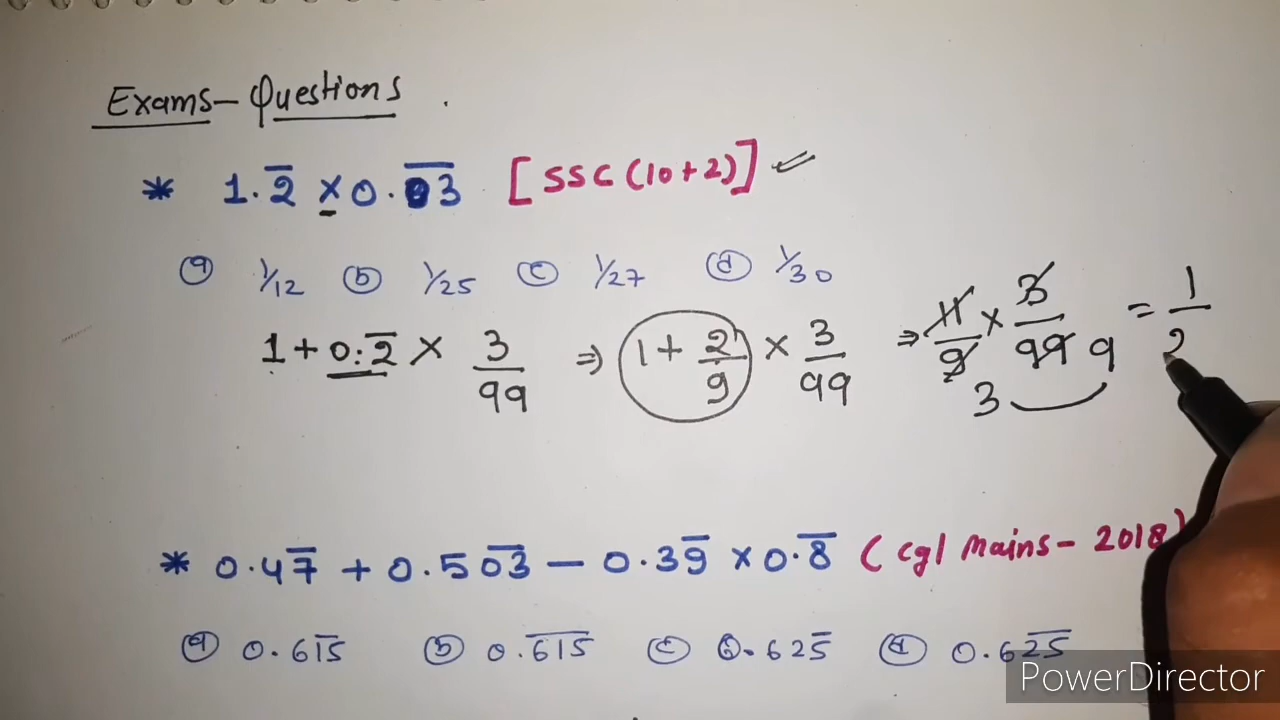 Exams- Questions .
* 1.2̅ × 0.0̅3̅ [SSC (10+2)] ✓
ⓐ 1/12 ⓑ 1/25 ⓒ 1/27 ⓓ 1/30
1 + 0.2̅ × 3/99 ⇒ 1 + 2/9 × 3/99 ⇒ 11/9 × 3/99 9 = 1/2
3
* 0.47̅ + 0.50̅3̅ - 0.39̅ × 0.8̅ (cgl Mains- 2018)
ⓐ 0.61̅5̅ ⓑ 0.6̅1̅5̅ ⓒ 0.625̅ ⓓ 0.62̅5̅
PowerDirector